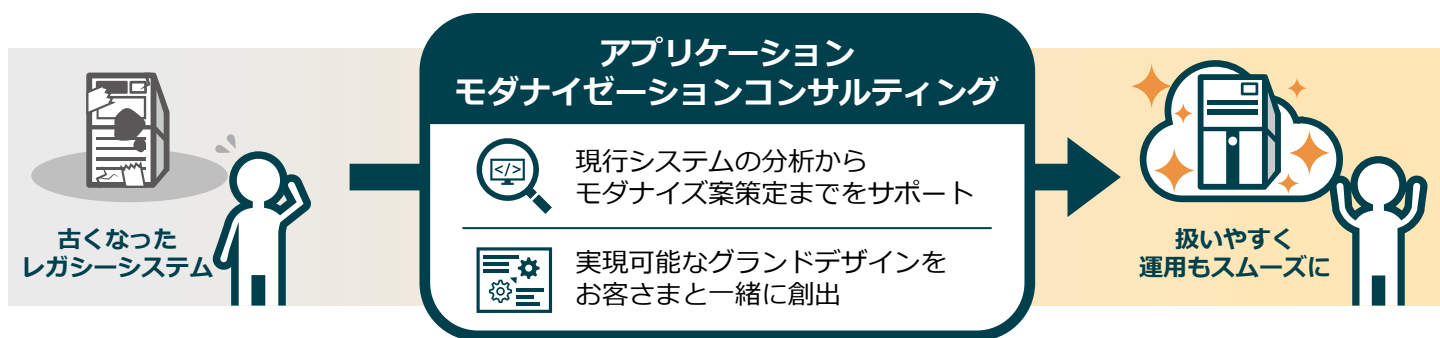 古くなった
レガシーシステム
アプリケーション
モダナイゼーションコンサルティング
</>
現行システムの分析から
モダナイズ案策定までをサポート
実現可能なグランドデザインを
お客さまと一緒に創出
扱いやすく
運用もスムーズに